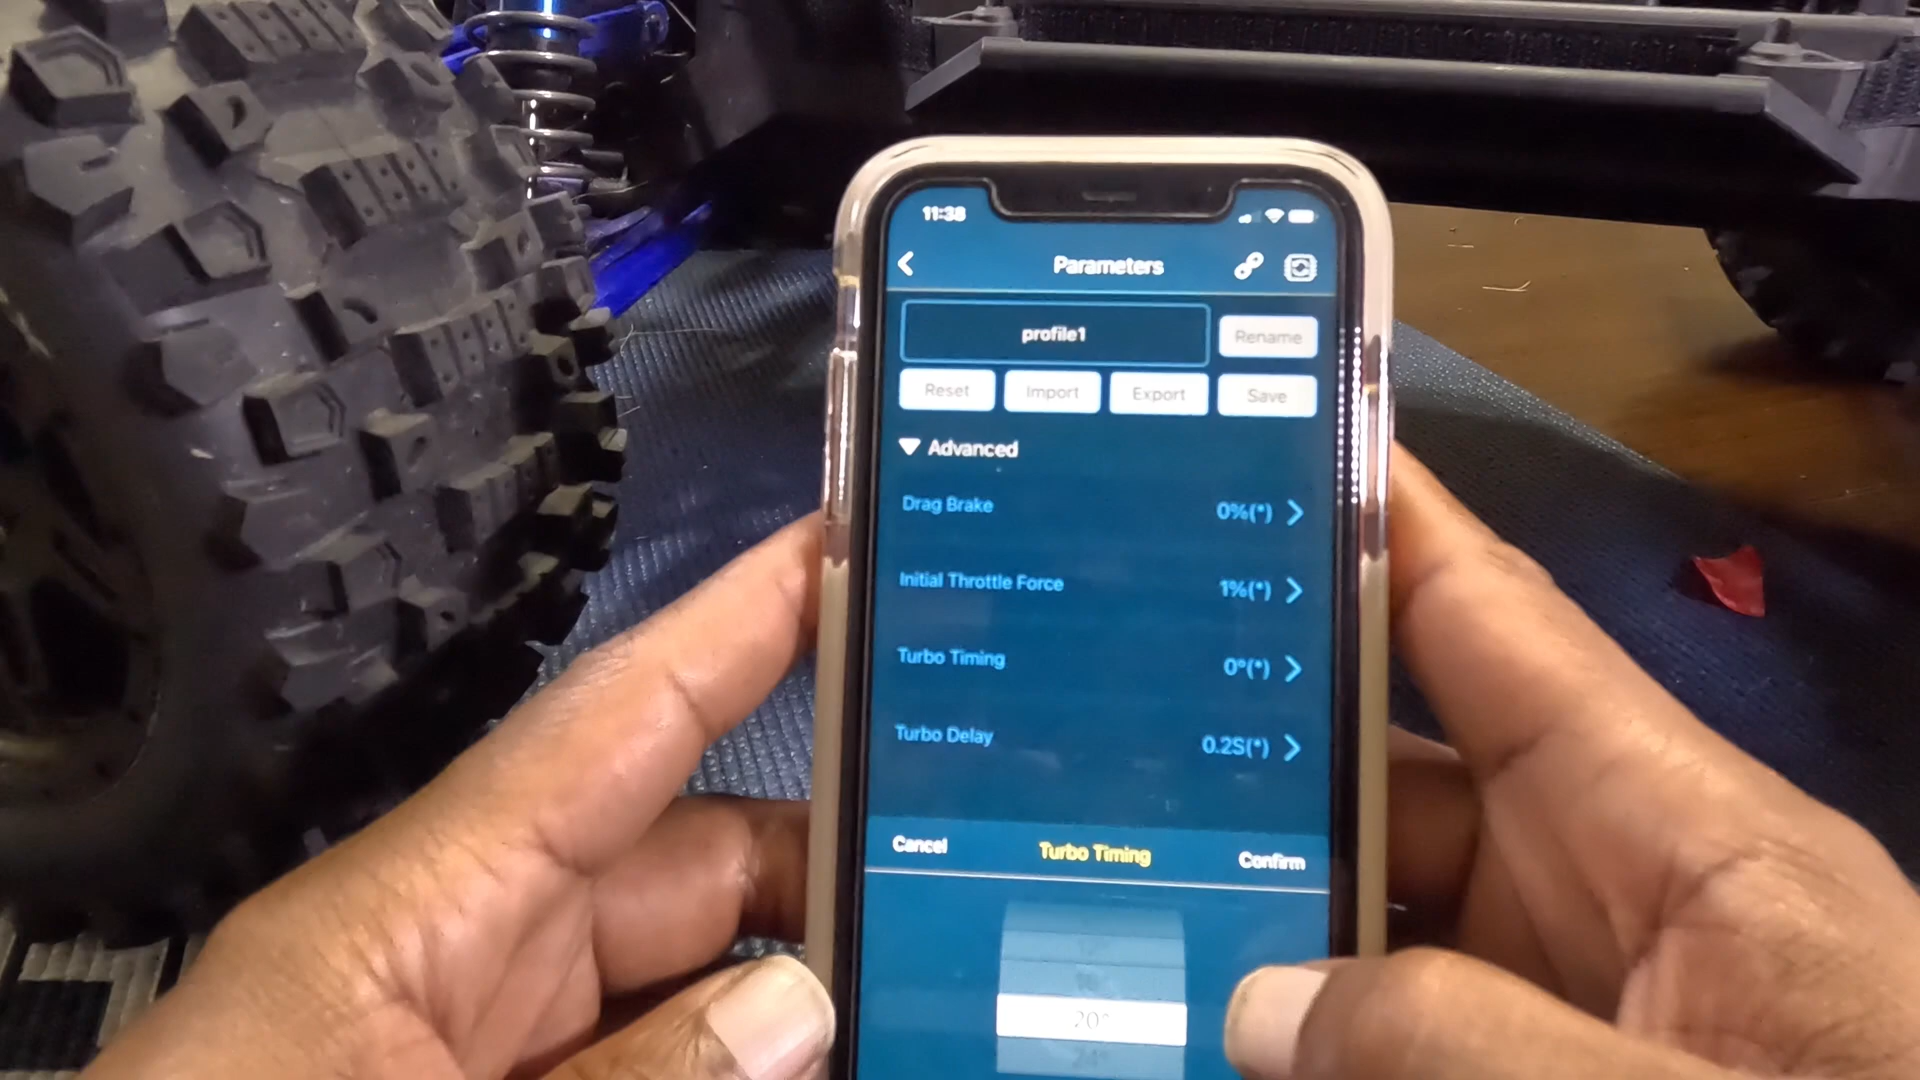 11:38
Parameters
profile1
Rename
Reset
Import
Export
Save
Advanced
Drag Brake
0%(*)
Initial Throttle Force
1%(*)
Turbo Timing
0°(*)
Turbo Delay
0.2S(*)
Cancel
Turbo Timing
Confirm
20°
24°